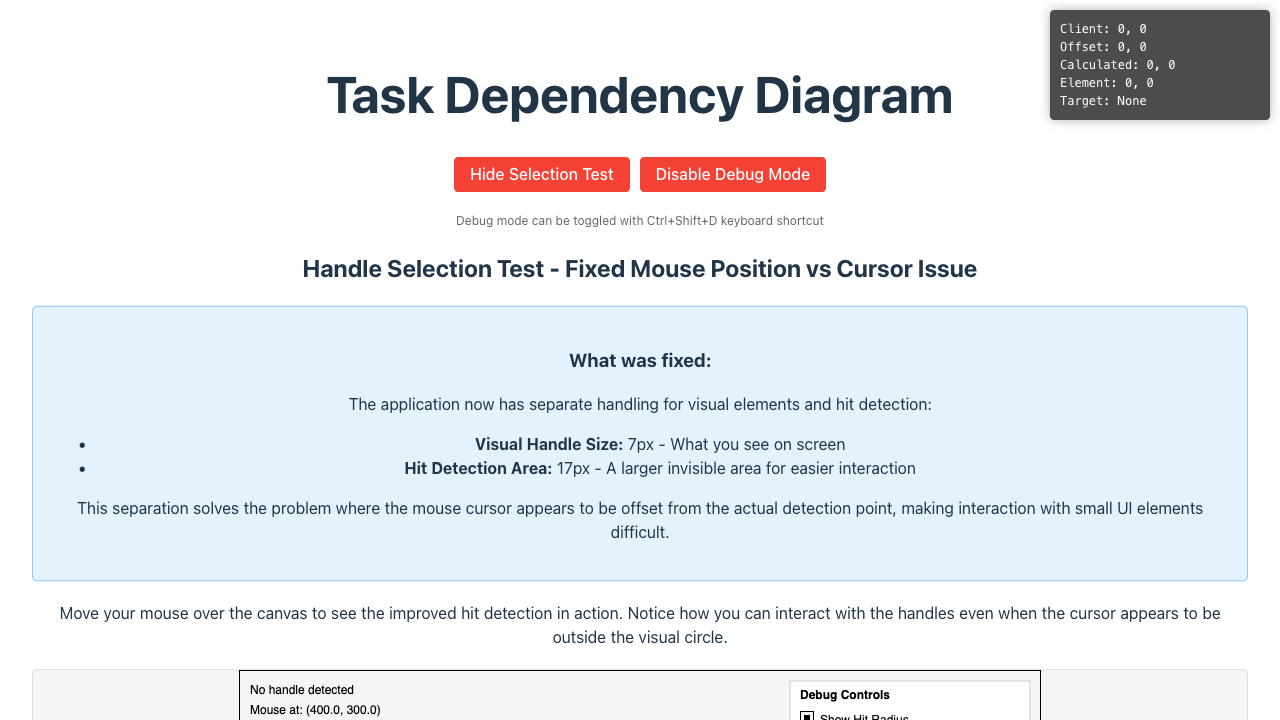 Client: 0, 0
Offset: 0, 0
Calculated: 0, 0
Element: 0, 0
Target: None
Task Dependency Diagram
Hide Selection Test
Disable Debug Mode
Debug mode can be toggled with Ctrl+Shift+D keyboard shortcut
Handle Selection Test - Fixed Mouse Position vs Cursor Issue
What was fixed:
The application now has separate handling for visual elements and hit detection:
• Visual Handle Size: 7px - What you see on screen
• Hit Detection Area: 17px - A larger invisible area for easier interaction
This separation solves the problem where the mouse cursor appears to be offset from the actual detection point, making interaction with small UI elements
difficult.
Move your mouse over the canvas to see the improved hit detection in action. Notice how you can interact with the handles even when the cursor appears to be
outside the visual circle.
No handle detected
Mouse at: (400.0, 300.0)
Debug Controls
Show Hit Radius